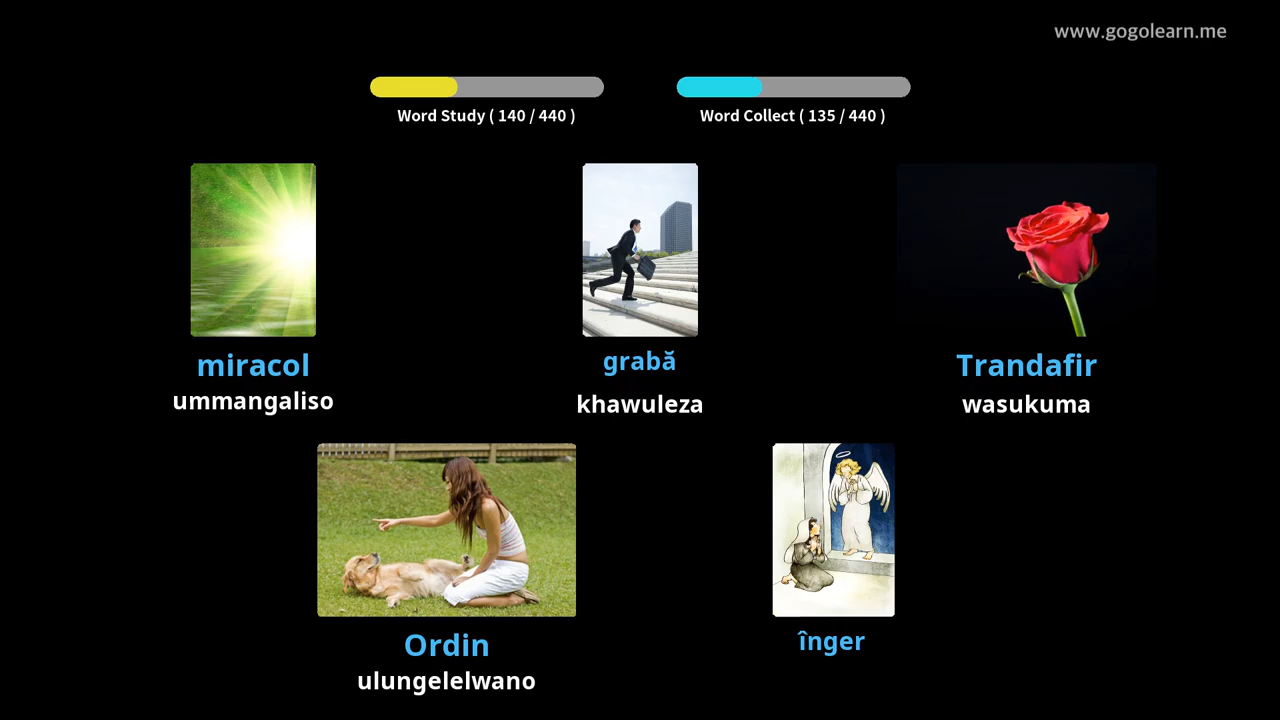 www.gogolearn.me
Word Study ( 140 / 440 )
Word Collect ( 135 / 440 )
miracol
ummangaliso
grabă
khawuleza
Trandafir
wasukuma
Ordin
ulungelelwano
înger